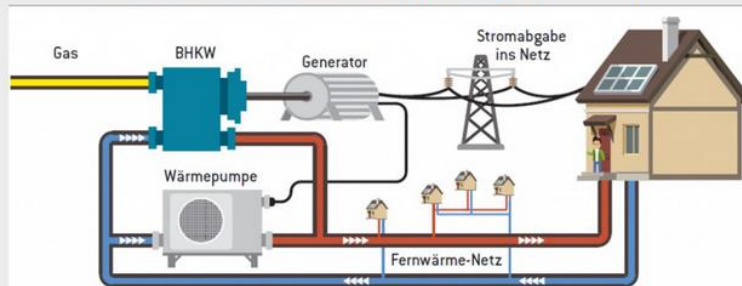 Gas
BHKW
Generator
Stromabgabe
ins Netz
Wärmepumpe
Fernwärme-Netz